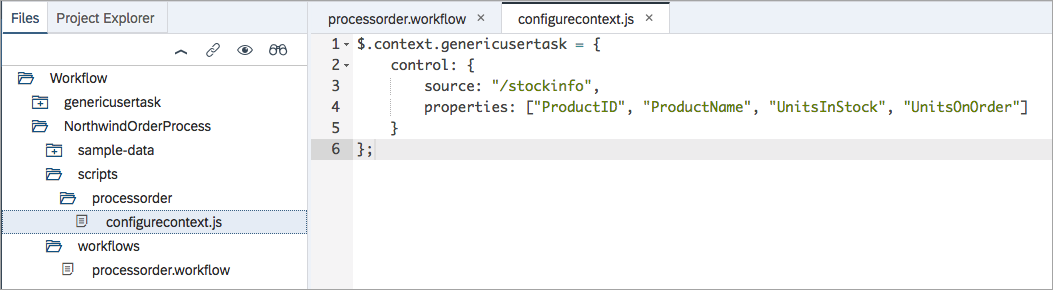 Files Project Explorer
processorder.workflow × configurecontext.js ×
Workflow
genericusertask
NorthwindOrderProcess
sample-data
scripts
processorder
configurecontext.js
workflows
processorder.workflow
1 $.context.genericusertask = {
2 control: {
3 source: "/stockinfo",
4 properties: ["ProductID", "ProductName", "UnitsInStock", "UnitsOnOrder"]
5 }
6 };